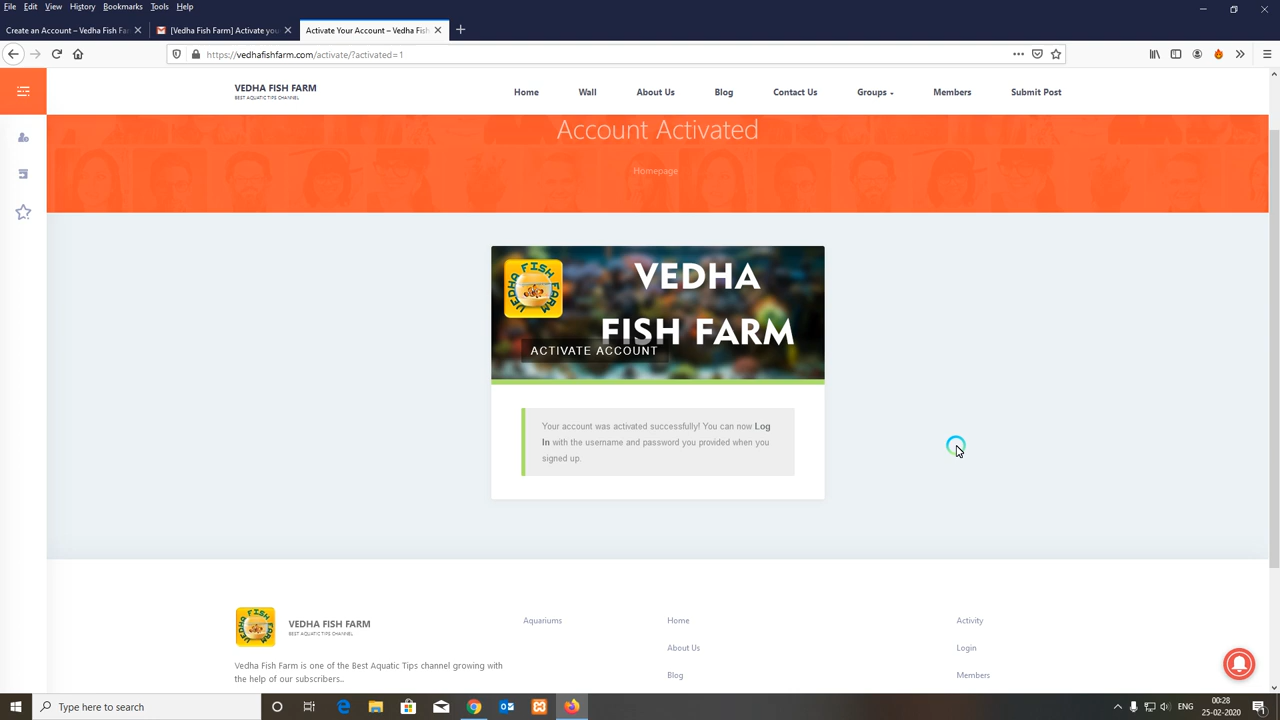 File Edit View History Bookmarks Tools Help
Create an Account – Vedha Fish Fa
[Vedha Fish Farm] Activate you
Activate Your Account – Vedha Fish
https://vedhafishfarm.com/activate/?activated=1
VEDHA FISH FARM
BEST AQUATIC TIPS CHANNEL
Home Wall About Us Blog Contact Us Groups Members Submit Post
Account Activated
Homepage
VEDHA FISH FARM
VEDHA
FISH FARM
ACTIVATE ACCOUNT
Your account was activated successfully! You can now Log
In with the username and password you provided when you
signed up.
VEDHA FISH FARM
VEDHA FISH FARM
BEST AQUATIC TIPS CHANNEL
Vedha Fish Farm is one of the Best Aquatic Tips channel growing with
the help of our subscribers..
Aquariums
Home
About Us
Blog
Activity
Login
Members
Type here to search
ENG
00:28
25-02-2020